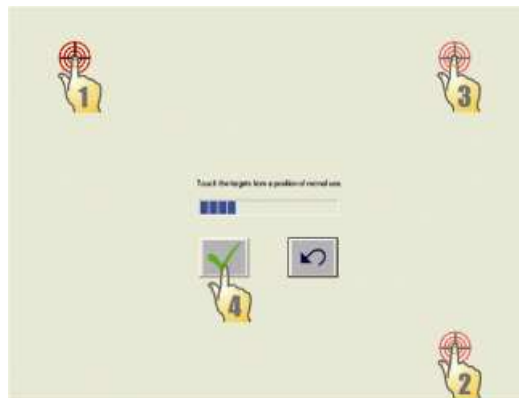 1
3
Touch the targets from a position of normal use.
4
2